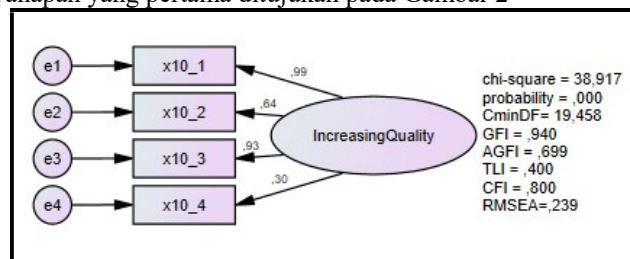 ahapan yang pertama ditujukan pada Gambar 2
e1
x10_1
,99
e2
x10_2
,64
e3
x10_3
,93
e4
x10_4
,30
IncreasingQuality
chi-square = 38,917
probability = ,000
CminDF= 19,458
GFI = ,940
AGFI = ,699
TLI = ,400
CFI = ,800
RMSEA=,239